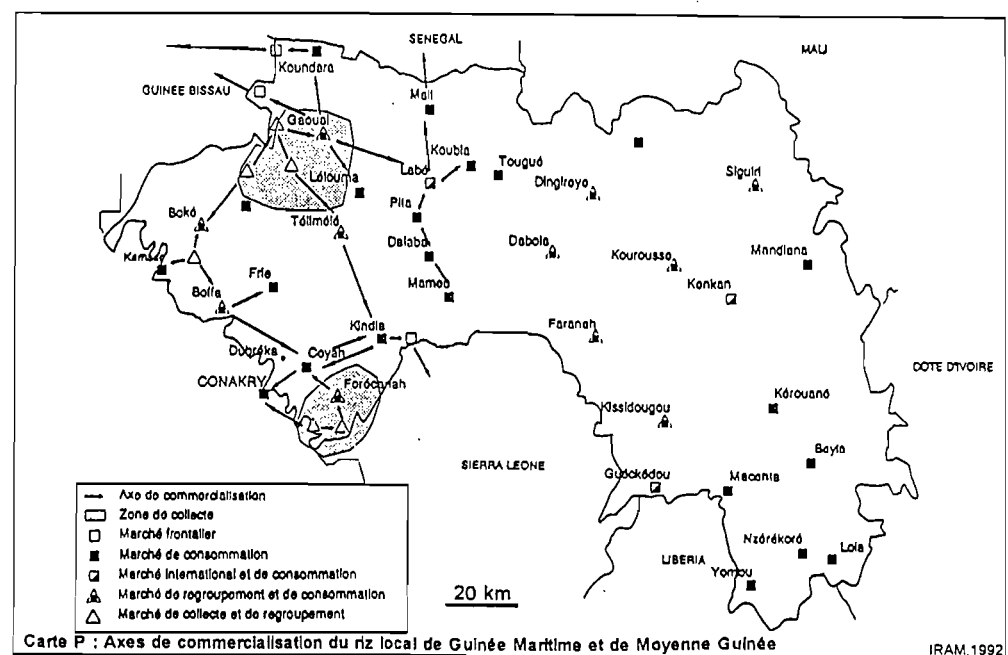 SENEGAL
MALI
Koundara
GUINEE BISSAU
Mali
Gaoual
Koubia
Labé
Tougué
Lélouma
Dingiraye
Siguiri
Pita
Boké
Télimélé
Dalaba
Dabola
Kouroussa
Mandiana
Kamsar
Fria
Mamou
Kankan
Boffa
Kindia
Faranah
Dubréka
Coyah
COTE D'IVOIRE
CONAKRY
Forécariah
Kérouané
Kissidougou
SIERRA LEONE
Beyla
Guéckédou
Macenta
Nzérékoré
Lola
LIBERIA
Yomou
Axe de commercialisation
Zone de collecte
Marché frontalier
Marché de consommation
Marché international et de consommation
Marché de regroupement et de consommation
Marché de collecte et de regroupement
20 km
Carte P : Axes de commercialisation du riz local de Guinée Maritime et de Moyenne Guinée
IRAM.1992